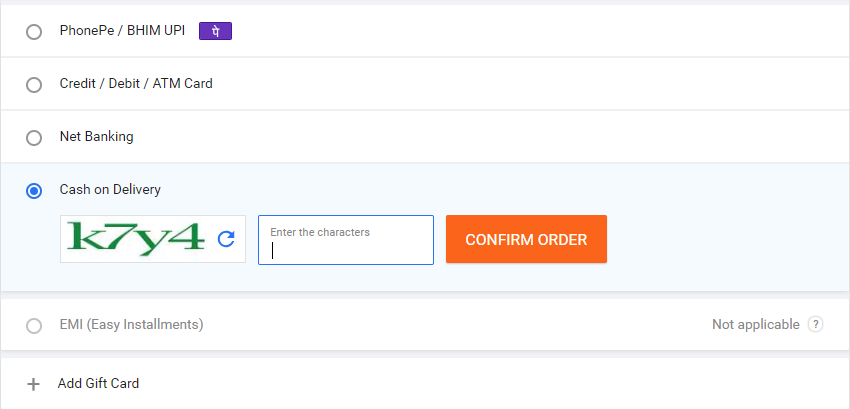 PhonePe / BHIM UPI पे
Credit / Debit / ATM Card
Net Banking
Cash on Delivery
k7y4
Enter the characters
CONFIRM ORDER
EMI (Easy Installments) Not applicable ?
Add Gift Card